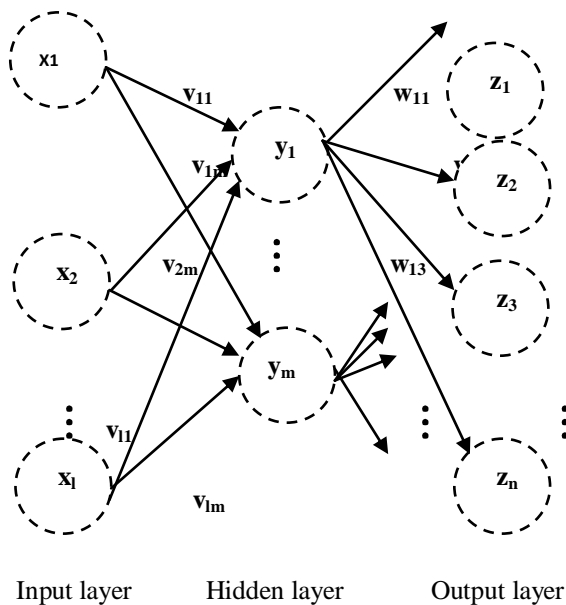 x1
v11
w11
z1
y1
v1m
z2
x2
v2m
w13
z3
ym
vl1
xl
zn
vlm
Input layer Hidden layer Output layer